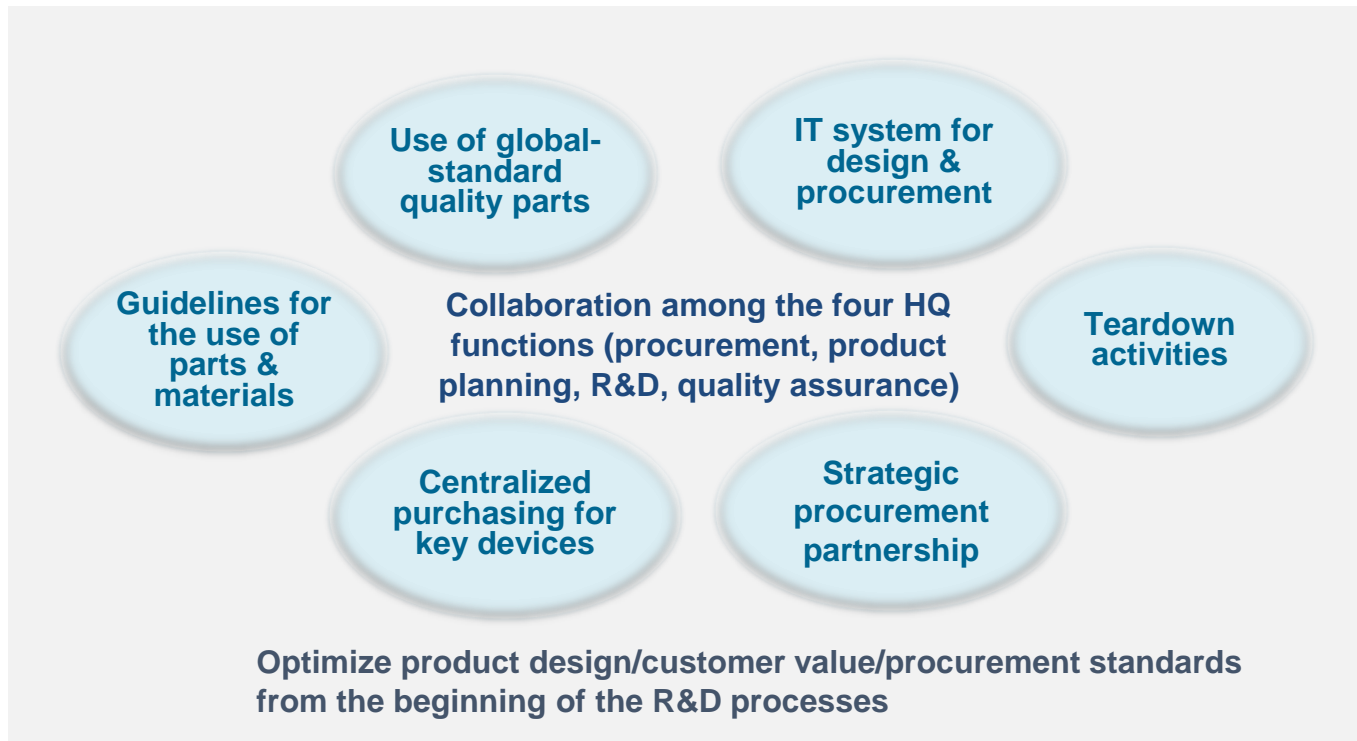 Use of global-
standard
quality parts
IT system for
design &
procurement
Guidelines for
the use of
parts &
materials
Collaboration among the four HQ
functions (procurement, product
planning, R&D, quality assurance)
Teardown
activities
Centralized
purchasing for
key devices
Strategic
procurement
partnership
Optimize product design/customer value/procurement standards
from the beginning of the R&D processes